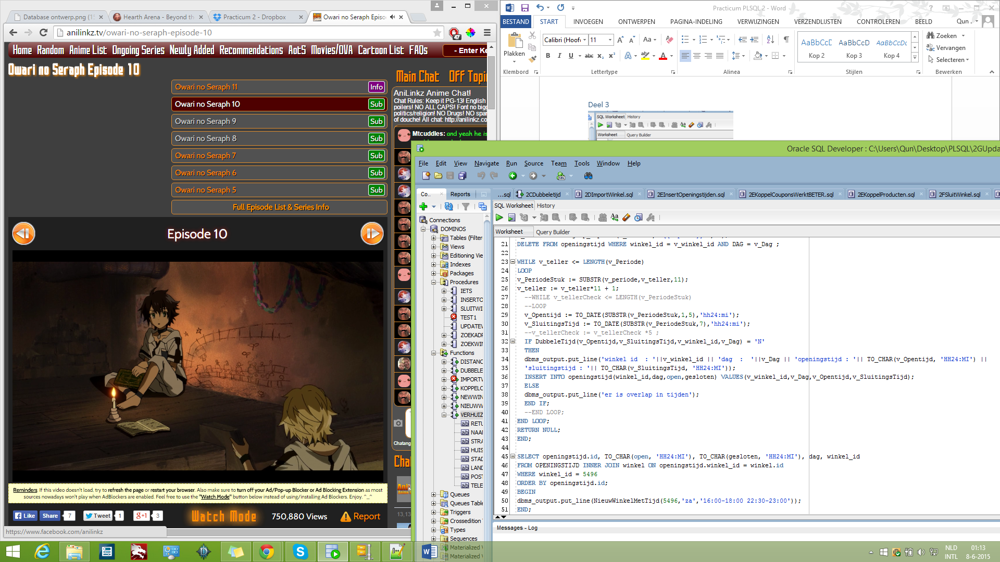 Database ontwerp.png (1
Hearth Arena - Beyond th
Practicum 2 - Dropbox
Owari no Seraph Episo
anilinkz.tv/owari-no-seraph-episode-10
47
Home Random Anime List Ongoing Series Newly Added Recommendations AotS Movies/OVA Cartoon List FAQs
- Enter Ke
Owari no Seraph Episode 10
Owari no Seraph 11 Info
Owari no Seraph 10 Sub
Owari no Seraph 9 Sub
Owari no Seraph 8 Sub
Owari no Seraph 7 Sub
Owari no Seraph 6 Sub
Owari no Seraph 5 Sub
Full Episode List & Series Info
Episode 10
Main Chat Off Topi
AniLinkz Anime Chat!
Chat Rules: Keep it PG-13! English
poilers! NO ALL CAPS! Font no bigg
politics/religion! NO Drugs! NO spar
of douche! All chat: http://anilinkz.co
Mtcuddles: and yeah he is
Chatang
Cha
13,13
Reminders: If this video doesn't load, try to refresh the page or restart your browser. Also make sure to turn off your Ad/Pop-up Blocker or Ad Blocking Extension as most
sources nowadays won't play when AdBlockers are enabled. Feel free to use the "Watch Mode" button below instead of using/installing Ad Blockers. Enjoy. ^_^
Like Share 7 Tweet 1 g+1 3 Watch Mode 750,880 Views Report
https://www.facebook.com/anilinkz
Practicum PLSQL 2 - Word
BESTAND START INVOEGEN ONTWERPEN PAGINA-INDELING VERWIJZINGEN VERZENDLIJSTEN CONTROLEREN BEELD Qun .
Plakken
Calibri (Hoofc 11
AaBbCcD AaBbCcD AaBbCcDc
Kop 2 Kop 3 Kop 4
Zoeken
Vervangen
Selecteren
Klembord Lettertype Alinea Stijlen Bewerken
Deel 3
SQL Worksheet History
Worksheet Query Builder
Oracle SQL Developer : C:\Users\Qun\Desktop\PLSQL\2GUpda
File Edit View Navigate Run Source Team Tools Window Help
Co.. Reports
...sql 2CDubbeletijd 2DImportWinkel.sql 2EInsertOpeningstijden.sql 2EKoppelCouponsWerktBETER.sql 2EKoppelProducten.sql 2FSluitWinkel.sql
SQL Worksheet History
Worksheet Query Builder
Connections
DOMINOS
Tables (Filter
Views
Editioning Vie
Indexes
Packages
Procedures
IETS
INSERTO
SLUITWI
TEST1
UPDATEV
ZOEKADR
ZOEKWIN
Functions
DISTANC
DUBBELE
IMPORTV
KOPPELC
NEWWIN
NIEUWW
VERHUIZ
RETU
NAAI
STRA
HUIS
STAD
LAND
POST
TELE
Queues
Queues Table
Triggers
Crossedition
Types
Sequences
Materialized V
Materialized V
21 DELETE FROM openingstijd WHERE winkel_id = v_winkel_id AND DAG = v_Dag ;
22
23 WHILE v_teller <= LENGTH(v_Periode)
24 LOOP
25 v_PeriodeStuk := SUBSTR(v_periode,v_teller,11);
26 v_teller := v_teller*11 + 1;
27 --WHILE v_tellerCheck <= LENGTH(v_PeriodeStuk)
28 --LOOP
29 v_Opentijd := TO_DATE(SUBSTR(v_PeriodeStuk,1,5),'hh24:mi');
30 v_SluitingsTijd := TO_DATE(SUBSTR(v_PeriodeStuk,7),'hh24:mi');
31 --v_tellerCheck := v_tellerCheck *5 ;
32 IF DubbeleTijd(v_Opentijd,v_SluitingsTijd,v_winkel_id,v_Dag) = 'N'
33 THEN
34 dbms_output.put_line('winkel id  : '||v_winkel_id || 'dag  :  '||v_Dag || 'openingstijd : '|| TO_CHAR(v_Opentijd, 'HH24:MI') ||
35 'sluitingstijd : '|| TO_CHAR(v_SluitingsTijd, 'HH24:MI'));
36 INSERT INTO openingstijd(winkel_id,dag,open,gesloten) VALUES(v_winkel_id,v_Dag,v_Opentijd,v_SluitingsTijd);
37 ELSE
38 dbms_output.put_line('er is overlap in tijden');
39 END IF;
40 --END LOOP;
41 END LOOP;
42 RETURN NULL;
43 END;
44
45 SELECT openingstijd.id, TO_CHAR(open, 'HH24:MI'), TO_CHAR(gesloten, 'HH24:MI'), dag, winkel_id
46 FROM OPENINGSTIJD INNER JOIN winkel ON openingstijd.winkel_id = winkel.id
47 WHERE winkel_id = 5496
48 ORDER BY openingstijd.id;
49 BEGIN
50 dbms_output.put_line(NieuwWinkelMetTijd(5496,'za','16:00-18:00 22:30-23:00'));
51 END;
Messages - Log
NLD 01:13
INTL 8-6-2015